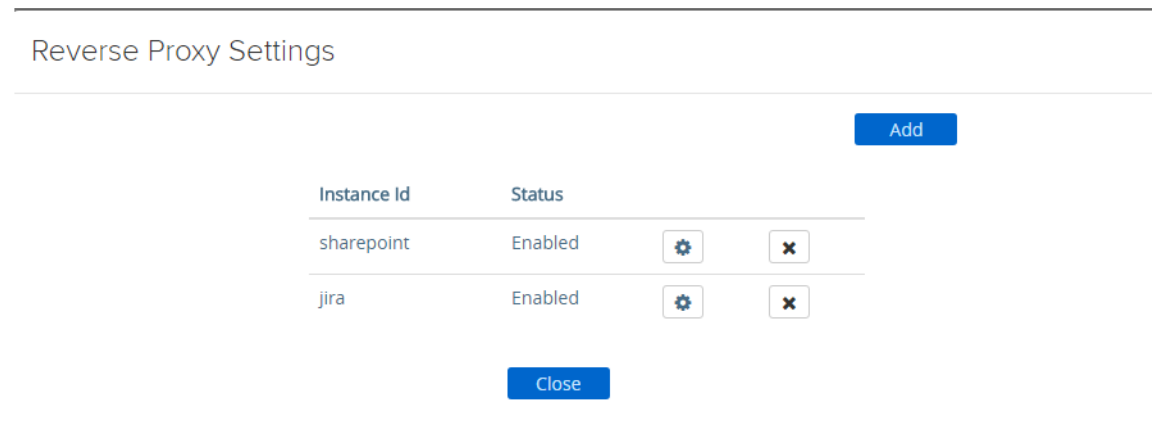 Reverse Proxy Settings
Add
Instance Id Status
sharepoint Enabled
jira Enabled
Close